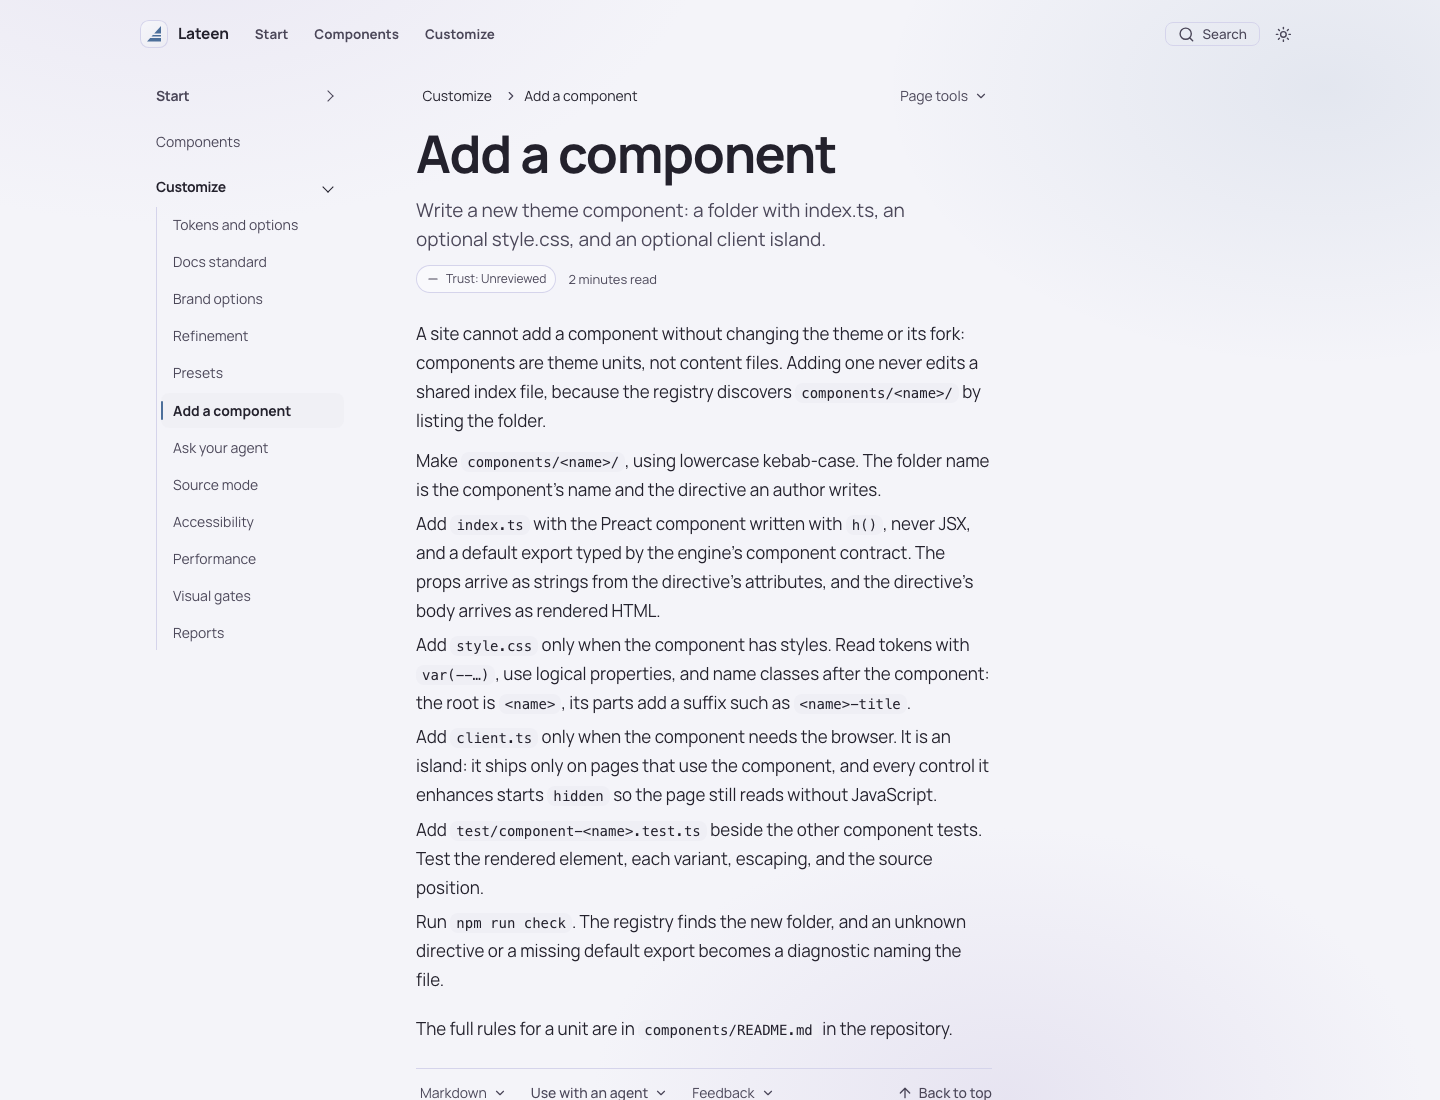 Lateen
Start
Components
Customize
Search
Start
Components
Customize
Tokens and options
Docs standard
Brand options
Refinement
Presets
Add a component
Ask your agent
Source mode
Accessibility
Performance
Visual gates
Reports
Customize > Add a component
Page tools
Add a component
Write a new theme component: a folder with index.ts, an
optional style.css, and an optional client island.
Trust: Unreviewed
2 minutes read
A site cannot add a component without changing the theme or its fork:
components are theme units, not content files. Adding one never edits a
shared index file, because the registry discovers components/<name>/ by
listing the folder.
Make components/<name>/ , using lowercase kebab-case. The folder name
is the component's name and the directive an author writes.
Add index.ts with the Preact component written with h() , never JSX,
and a default export typed by the engine's component contract. The
props arrive as strings from the directive's attributes, and the directive's
body arrives as rendered HTML.
Add style.css only when the component has styles. Read tokens with
var(--…) , use logical properties, and name classes after the component:
the root is <name> , its parts add a suffix such as <name>-title .
Add client.ts only when the component needs the browser. It is an
island: it ships only on pages that use the component, and every control it
enhances starts hidden so the page still reads without JavaScript.
Add test/component-<name>.test.ts beside the other component tests.
Test the rendered element, each variant, escaping, and the source
position.
Run npm run check . The registry finds the new folder, and an unknown
directive or a missing default export becomes a diagnostic naming the
file.
The full rules for a unit are in components/README.md in the repository.
Markdown
Use with an agent
Feedback
Back to top